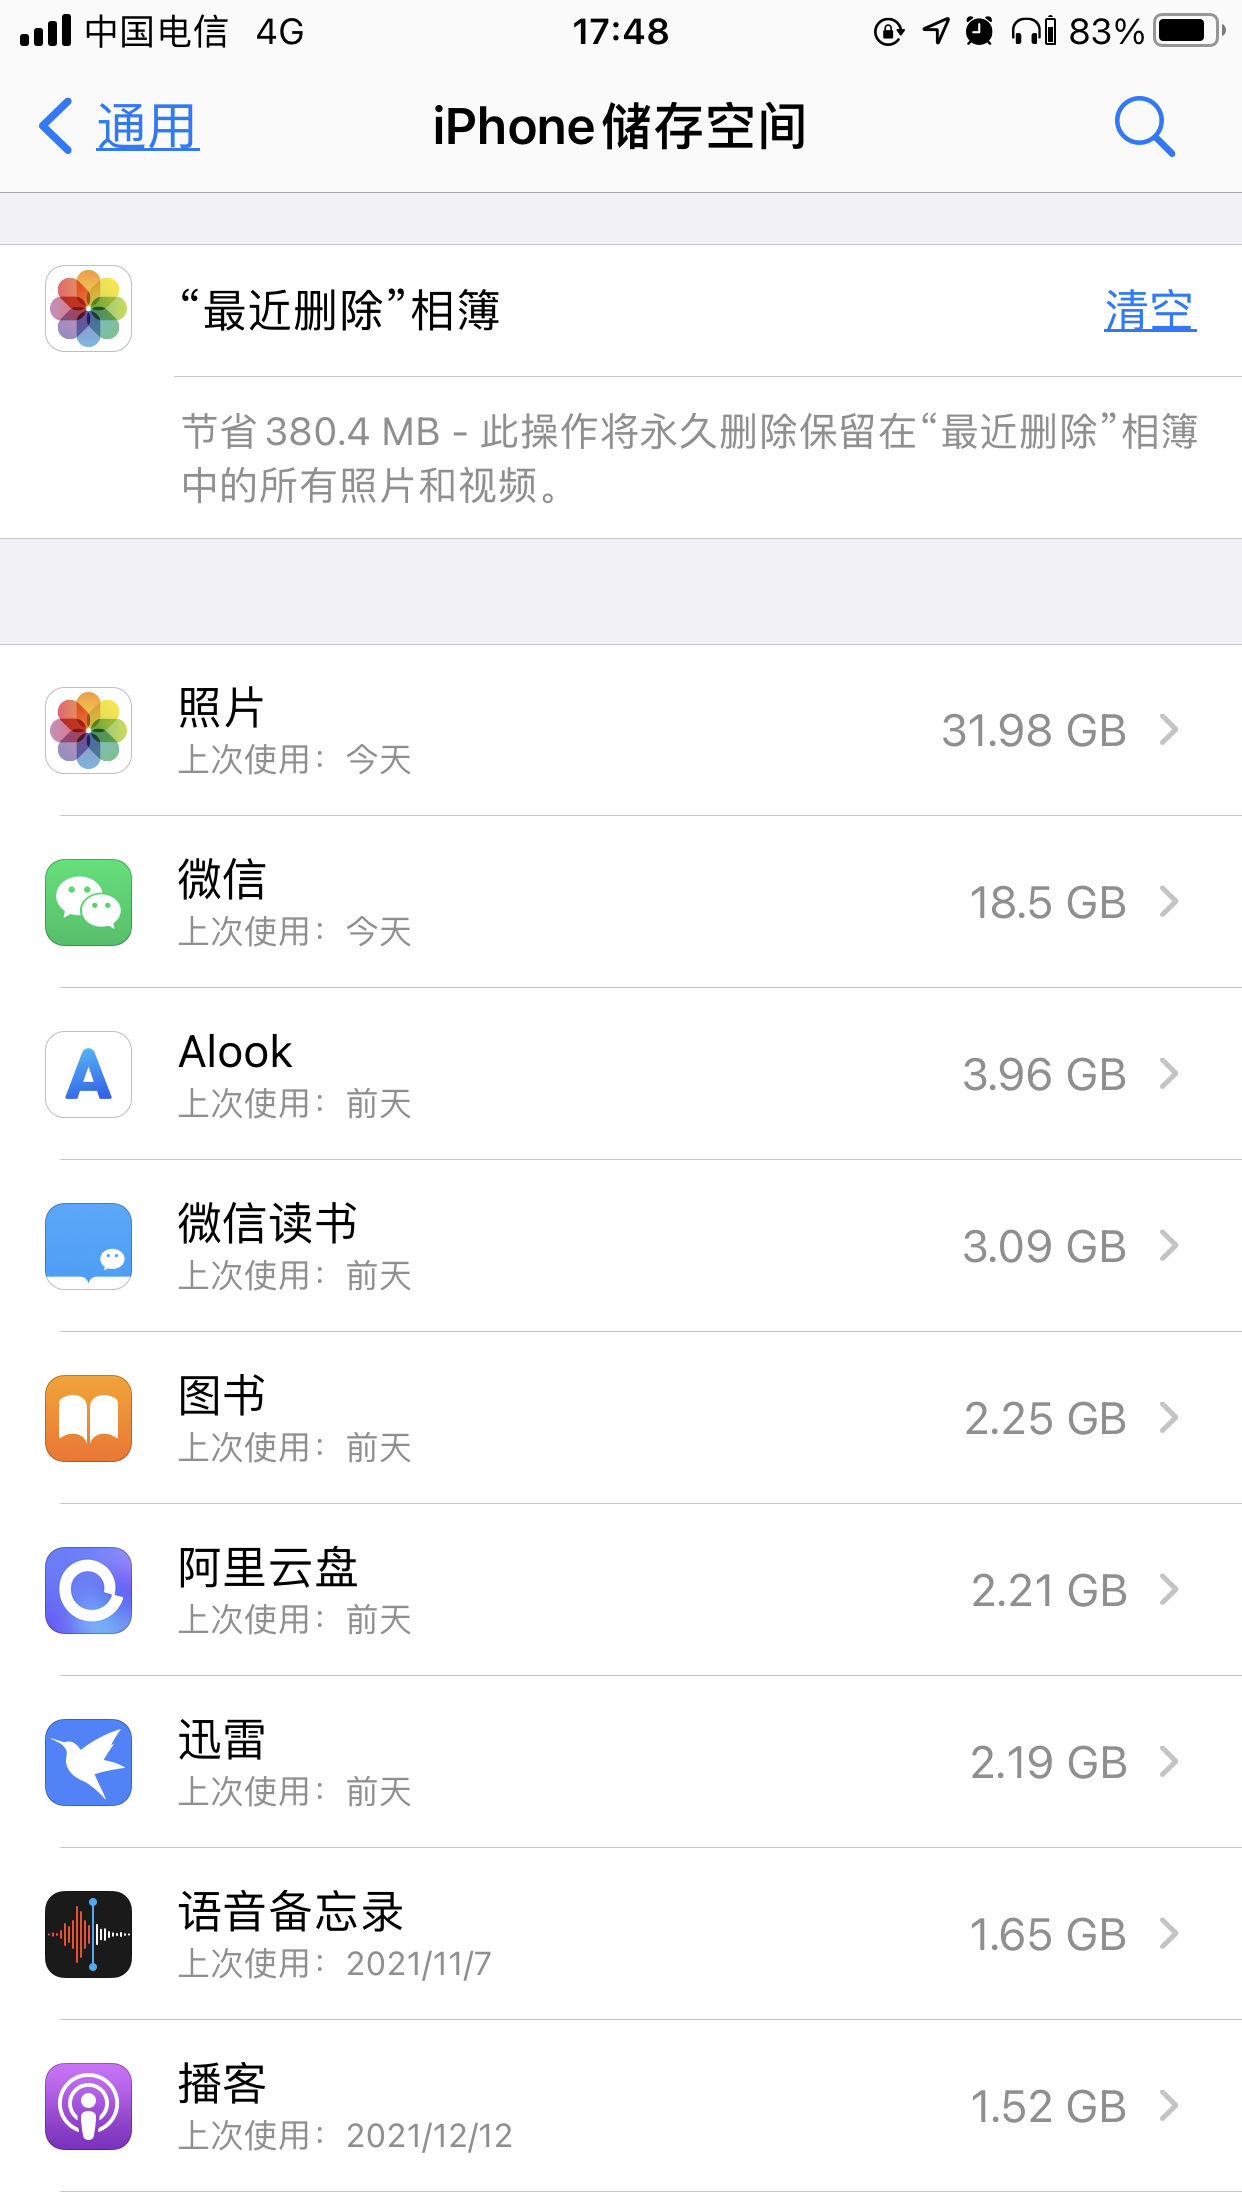 中国电信 4G 17:48 83%
通用 iPhone储存空间
“最近删除”相簿 清空
节省 380.4 MB - 此操作将永久删除保留在“最近删除”相簿
中的所有照片和视频。
照片 31.98 GB
上次使用：今天
微信 18.5 GB
上次使用：今天
Alook 3.96 GB
上次使用：前天
微信读书 3.09 GB
上次使用：前天
图书 2.25 GB
上次使用：前天
阿里云盘 2.21 GB
上次使用：前天
迅雷 2.19 GB
上次使用：前天
语音备忘录 1.65 GB
上次使用：2021/11/7
播客 1.52 GB
上次使用：2021/12/12